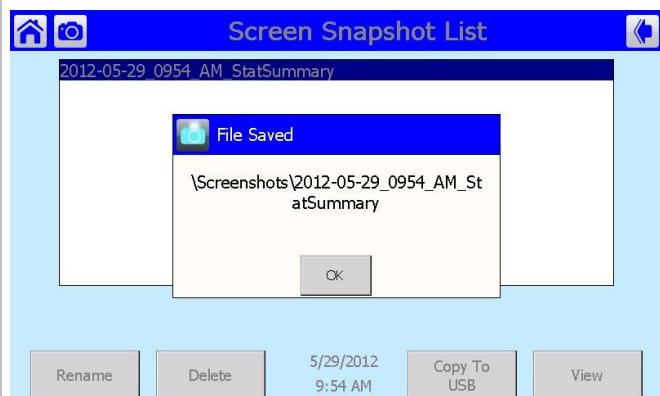 Screen Snapshot List
2012-05-29_0954_AM_StatSummary
File Saved
\Screenshots\2012-05-29_0954_AM_St
atSummary
OK
Rename
Delete
5/29/2012
9:54 AM
Copy To
USB
View